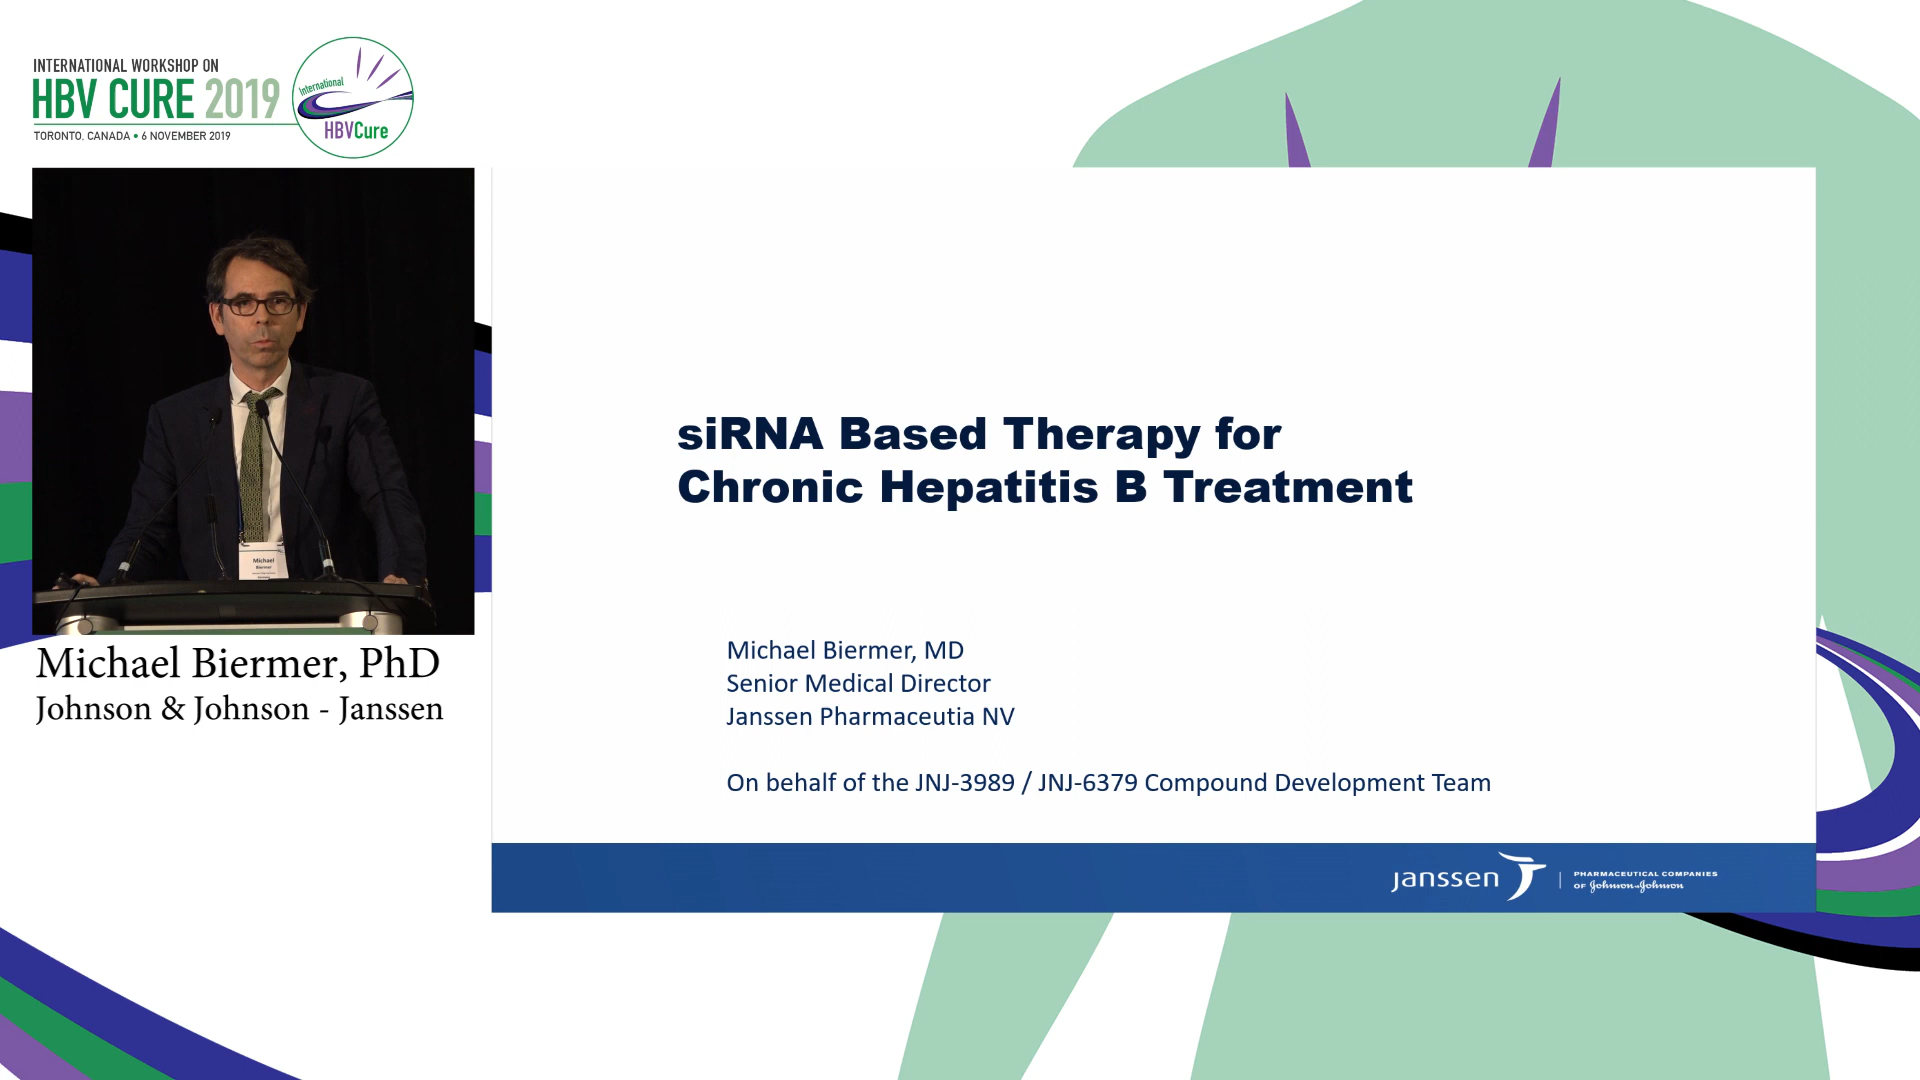 INTERNATIONAL WORKSHOP ON
HBV CURE 2019
TORONTO, CANADA • 6 NOVEMBER 2019
International
HBVCure
Michael
Biermer
Michael Biermer, PhD
Johnson & Johnson - Janssen
siRNA Based Therapy for
Chronic Hepatitis B Treatment
Michael Biermer, MD
Senior Medical Director
Janssen Pharmaceutia NV
On behalf of the JNJ-3989 / JNJ-6379 Compound Development Team
janssen
PHARMACEUTICAL COMPANIES
OF Johnson & Johnson